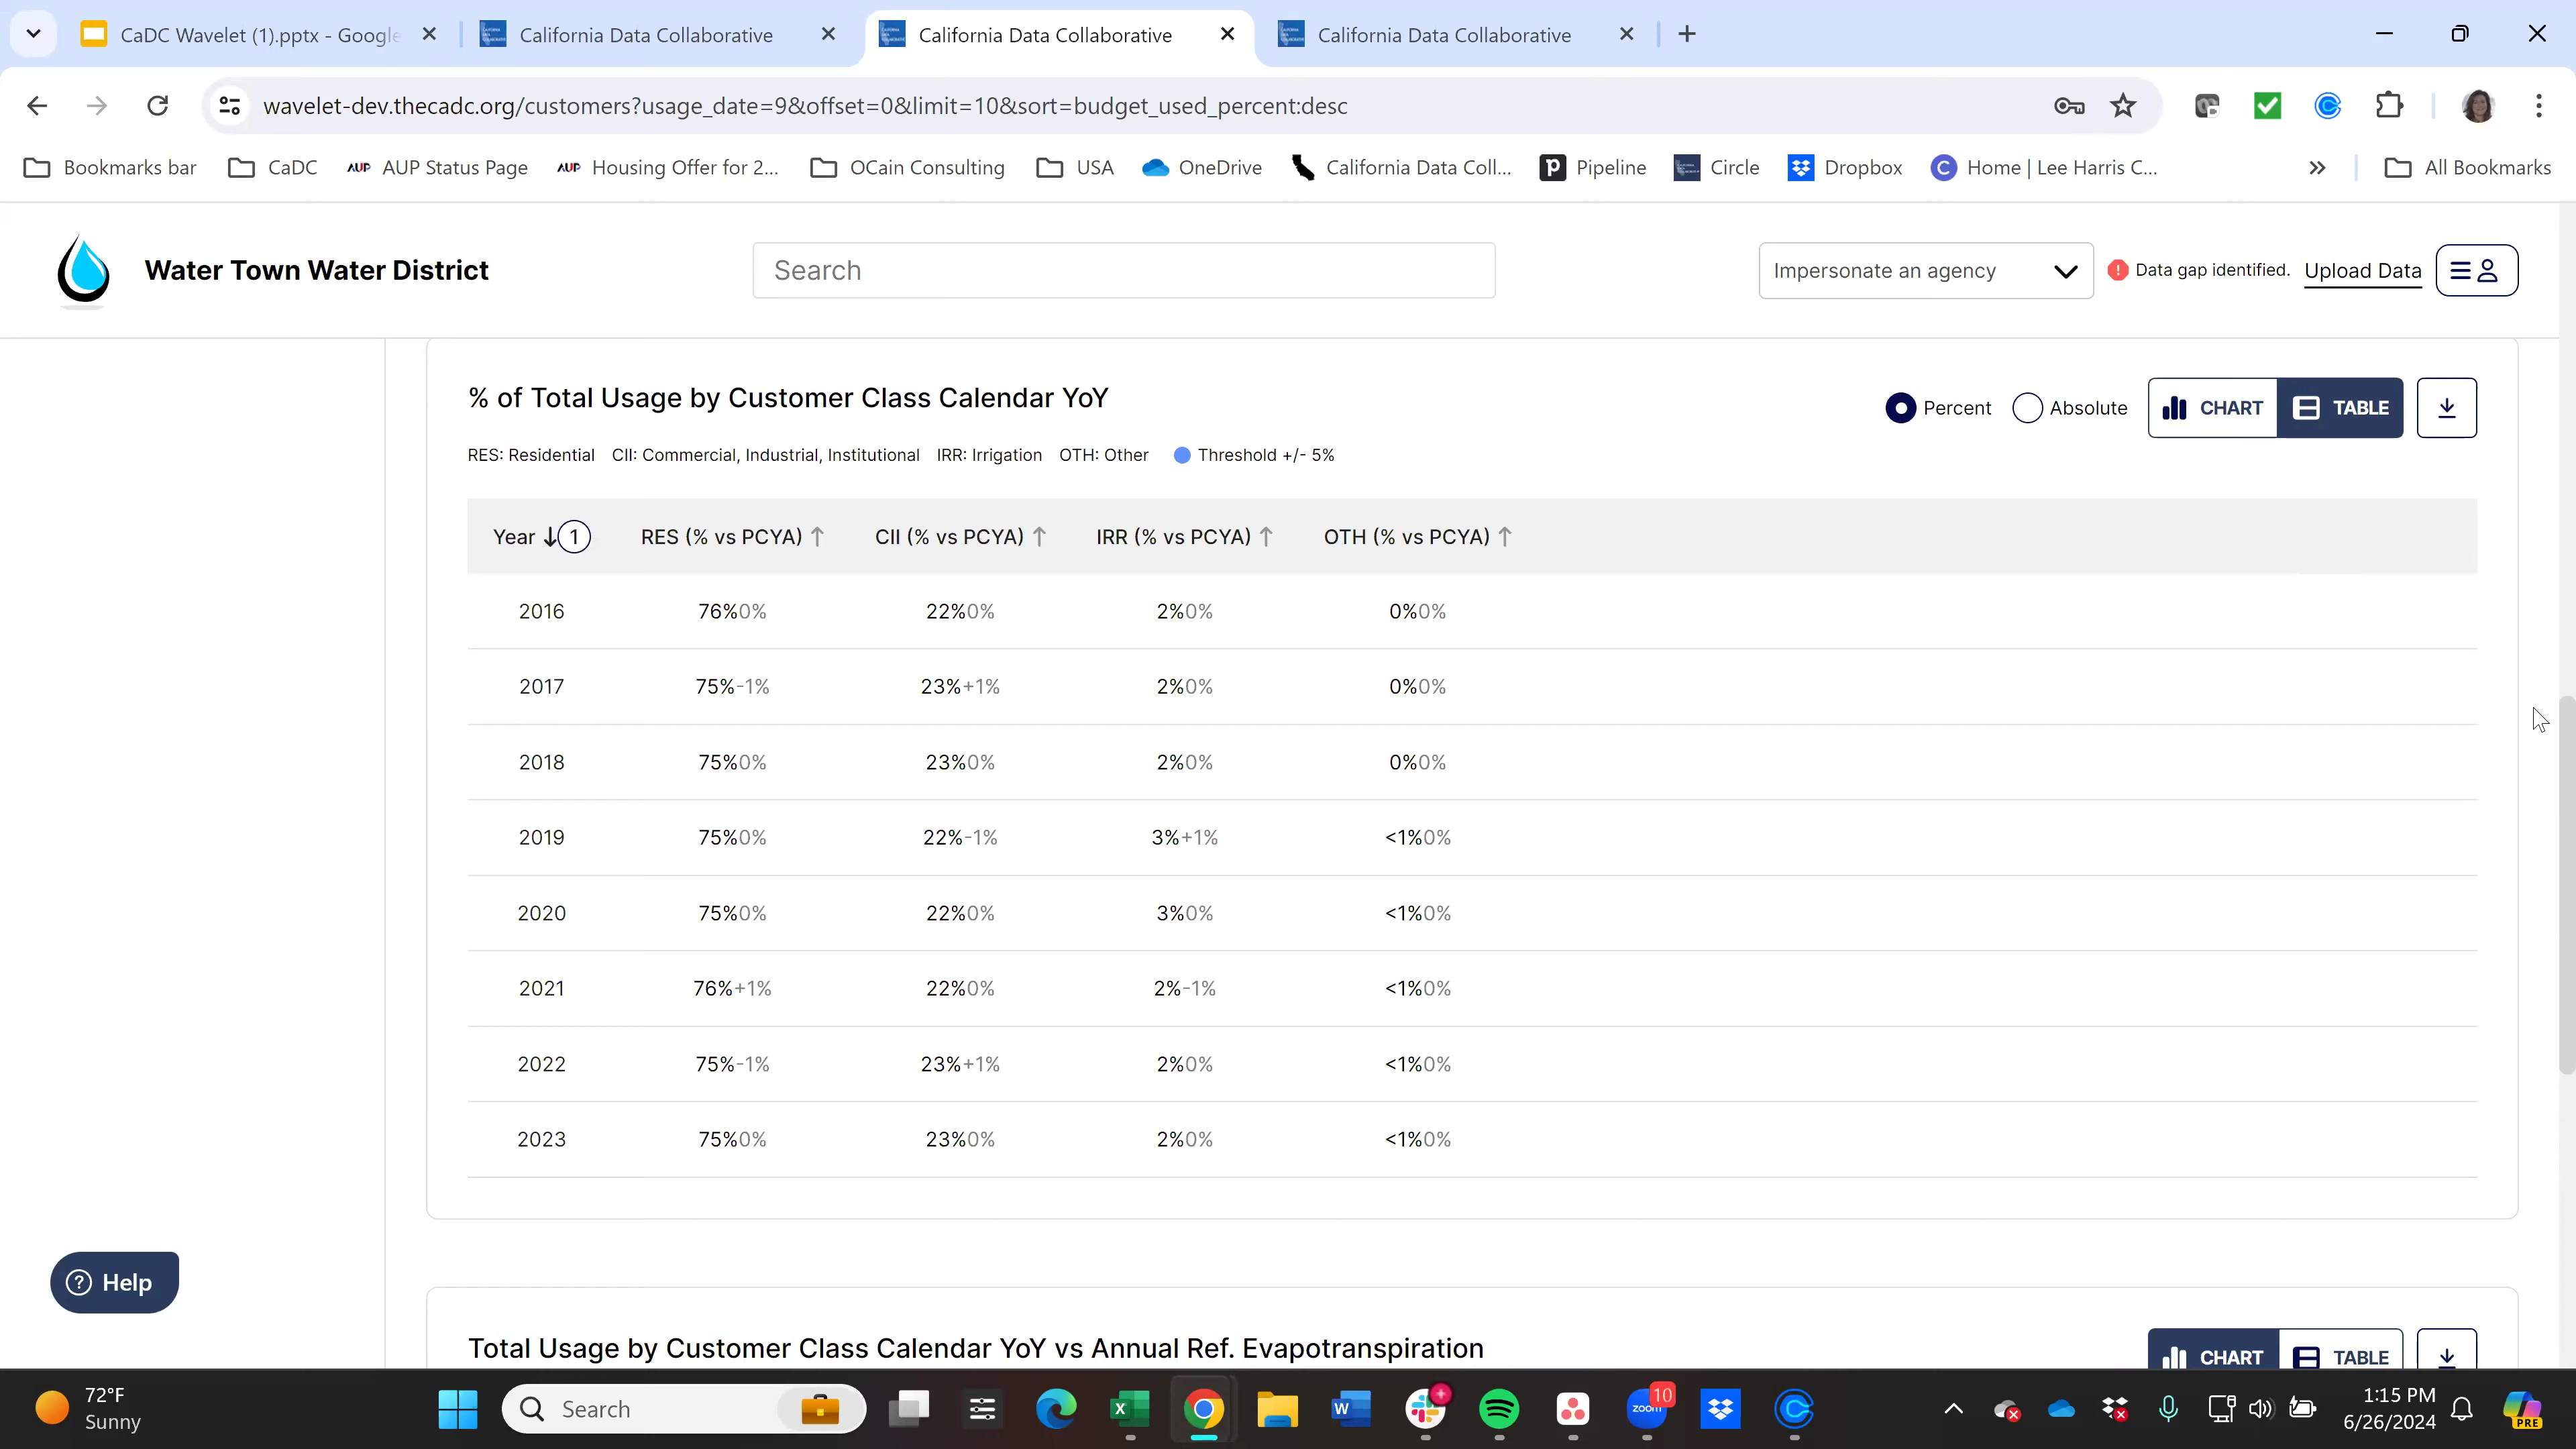 CaDC Wavelet (1).pptx - Google
California Data Collaborative
California Data Collaborative
California Data Collaborative
wavelet-dev.thecadc.org/customers?usage_date=9&offset=0&limit=10&sort=budget_used_percent:desc
Bookmarks bar
CaDC
AUP AUP Status Page
AUP Housing Offer for 2...
OCain Consulting
USA
OneDrive
California Data Coll...
Pipeline
Circle
Dropbox
C Home | Lee Harris C...
» All Bookmarks
Water Town Water District
Search
Impersonate an agency
! Data gap identified. Upload Data
% of Total Usage by Customer Class Calendar YoY
Percent Absolute CHART TABLE
RES: Residential CII: Commercial, Industrial, Institutional IRR: Irrigation OTH: Other Threshold +/- 5%
Year ↓ 1 RES (% vs PCYA) ↑ CII (% vs PCYA) ↑ IRR (% vs PCYA) ↑ OTH (% vs PCYA) ↑
2016 76%0% 22%0% 2%0% 0%0%
2017 75%-1% 23%+1% 2%0% 0%0%
2018 75%0% 23%0% 2%0% 0%0%
2019 75%0% 22%-1% 3%+1% <1%0%
2020 75%0% 22%0% 3%0% <1%0%
2021 76%+1% 22%0% 2%-1% <1%0%
2022 75%-1% 23%+1% 2%0% <1%0%
2023 75%0% 23%0% 2%0% <1%0%
? Help
Total Usage by Customer Class Calendar YoY vs Annual Ref. Evapotranspiration
CHART TABLE
72°F
Sunny
Search
X
W
zoom 10
1:15 PM
6/26/2024
PRE